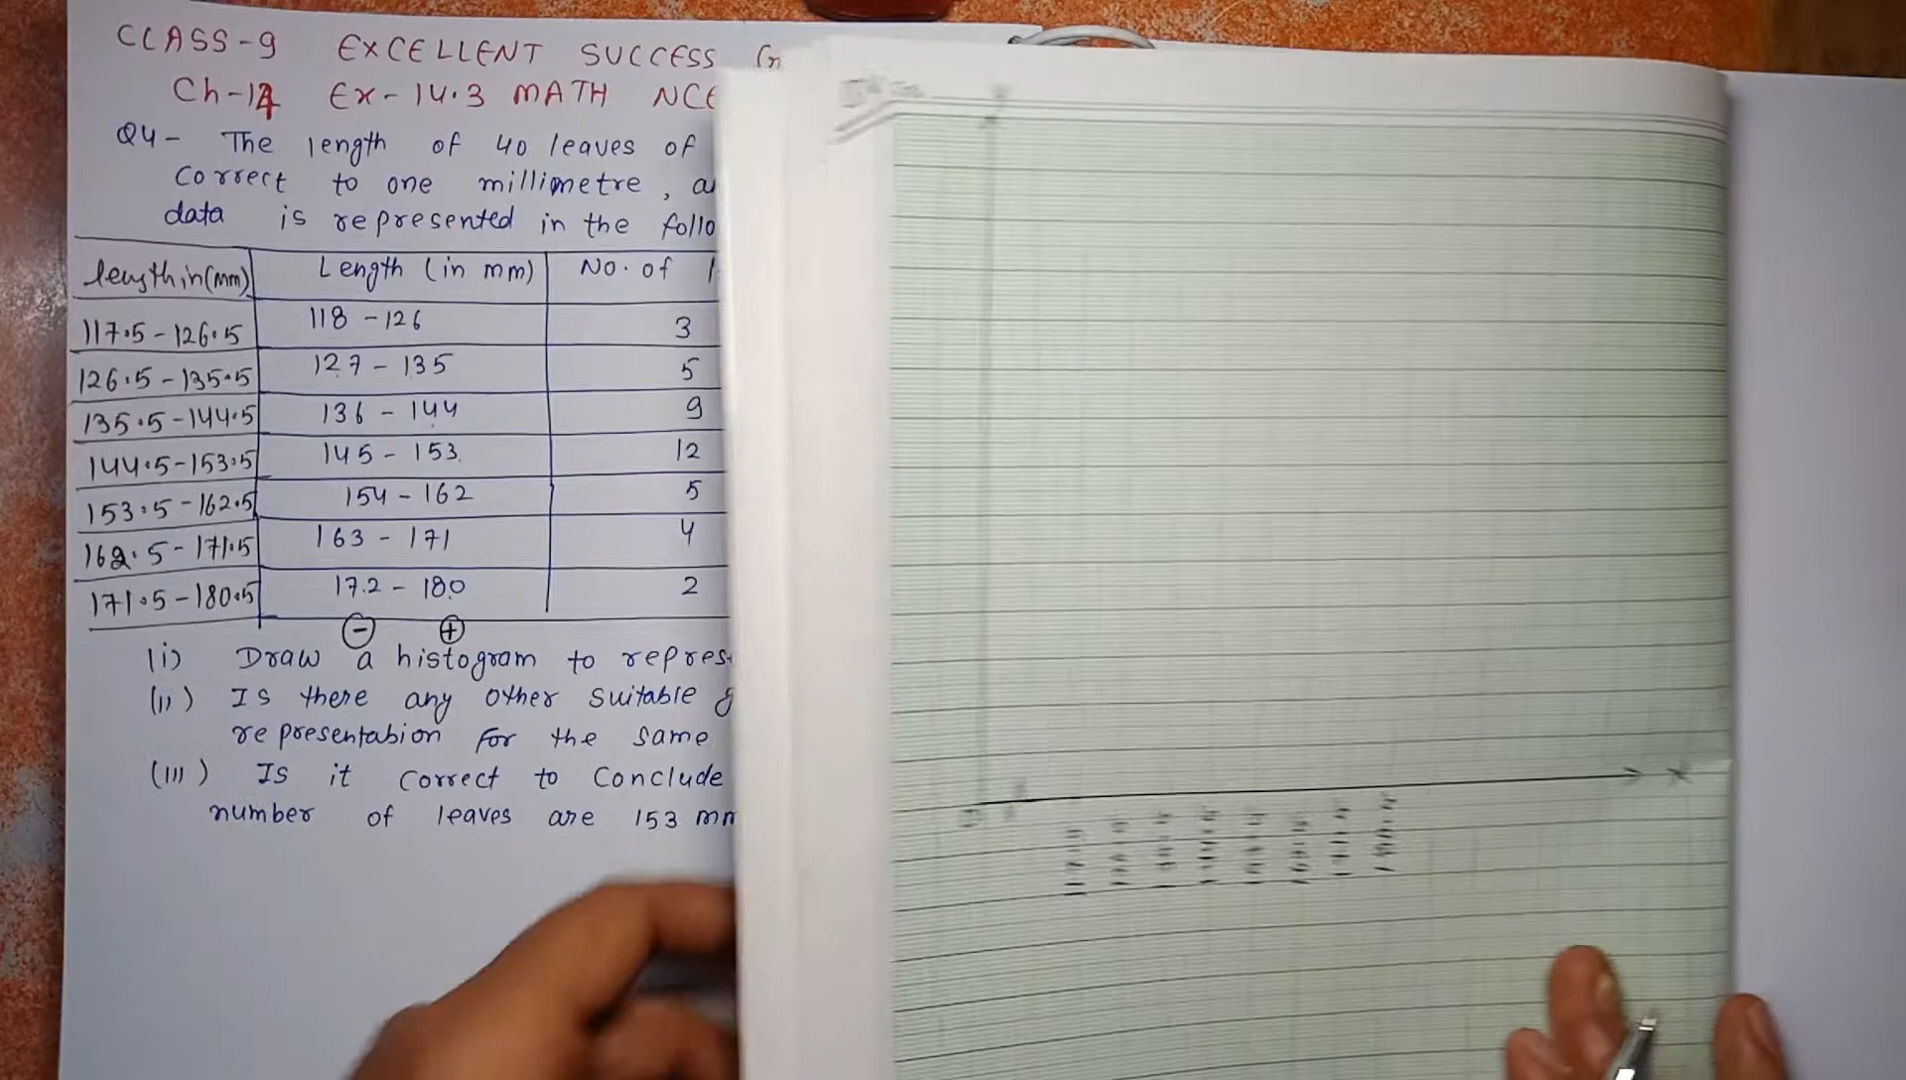 CLASS-9 EXCELLENT SUCCESS
Ch-14 Ex-14.3 MATH NCE
Q4- The length of 40 leaves of
Correct to one millimetre,
data is represented in the follo
length in(mm) Length (in mm) No. of
117.5-126.5 118-126 3
126.5-135.5 127-135 5
135.5-144.5 136-144 9
144.5-153.5 145-153 12
153.5-162.5 154-162 5
162.5-171.5 163-171 4
171.5-180.5 17.2-180 2
- +
(i) Draw a histogram to repres
(ii) Is there any other suitable g
representabion for the same
(iii) Is it correct to conclude
number of leaves are 153 mm
X